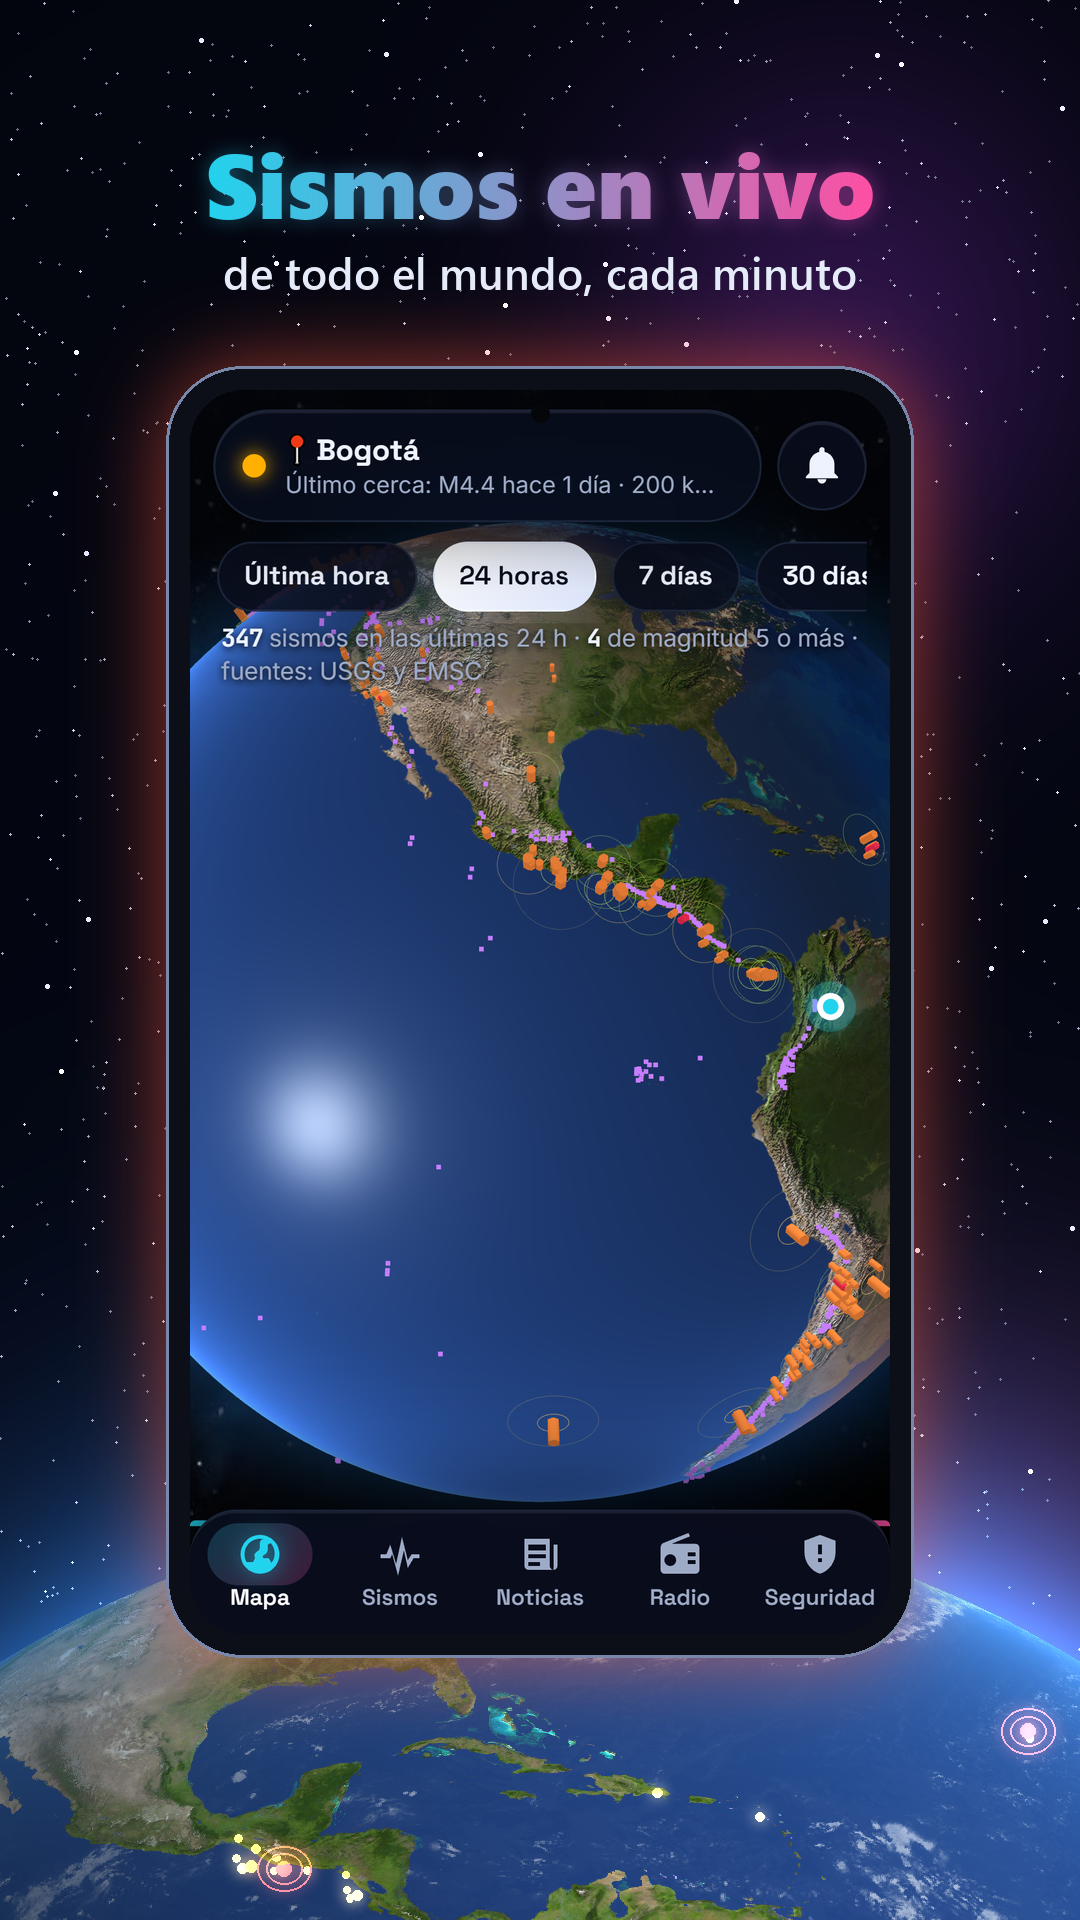 Sismos en vivo
de todo el mundo, cada minuto
📍 Bogotá
Último cerca: M4.4 hace 1 día · 200 k...
Última hora
24 horas
7 días
30 días
347 sismos en las últimas 24 h · 4 de magnitud 5 o más ·
fuentes: USGS y EMSC
Mapa
Sismos
Noticias
Radio
Seguridad